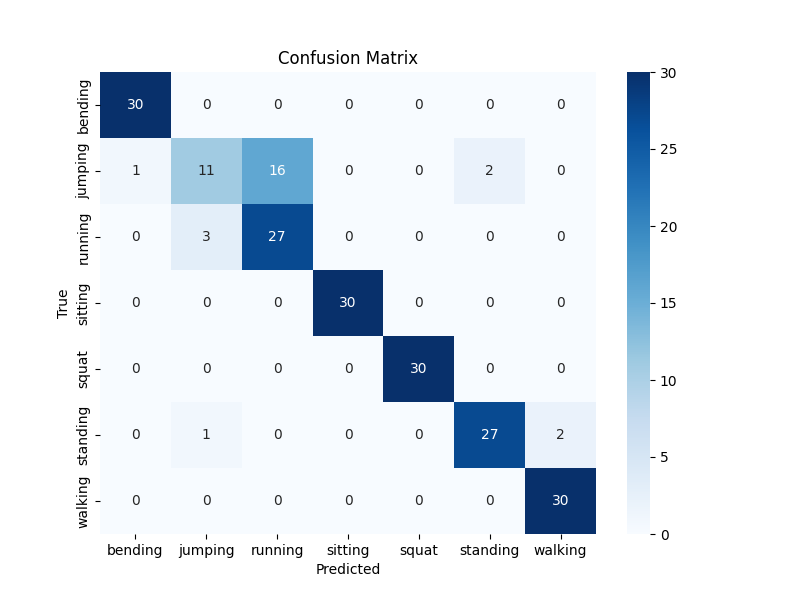 Confusion Matrix
True
bending 30 0 0 0 0 0 0
jumping 1 11 16 0 0 2 0
running 0 3 27 0 0 0 0
sitting 0 0 0 30 0 0 0
squat 0 0 0 0 30 0 0
standing 0 1 0 0 0 27 2
walking 0 0 0 0 0 0 30
bending jumping running sitting squat standing walking
Predicted
30
25
20
15
10
5
0